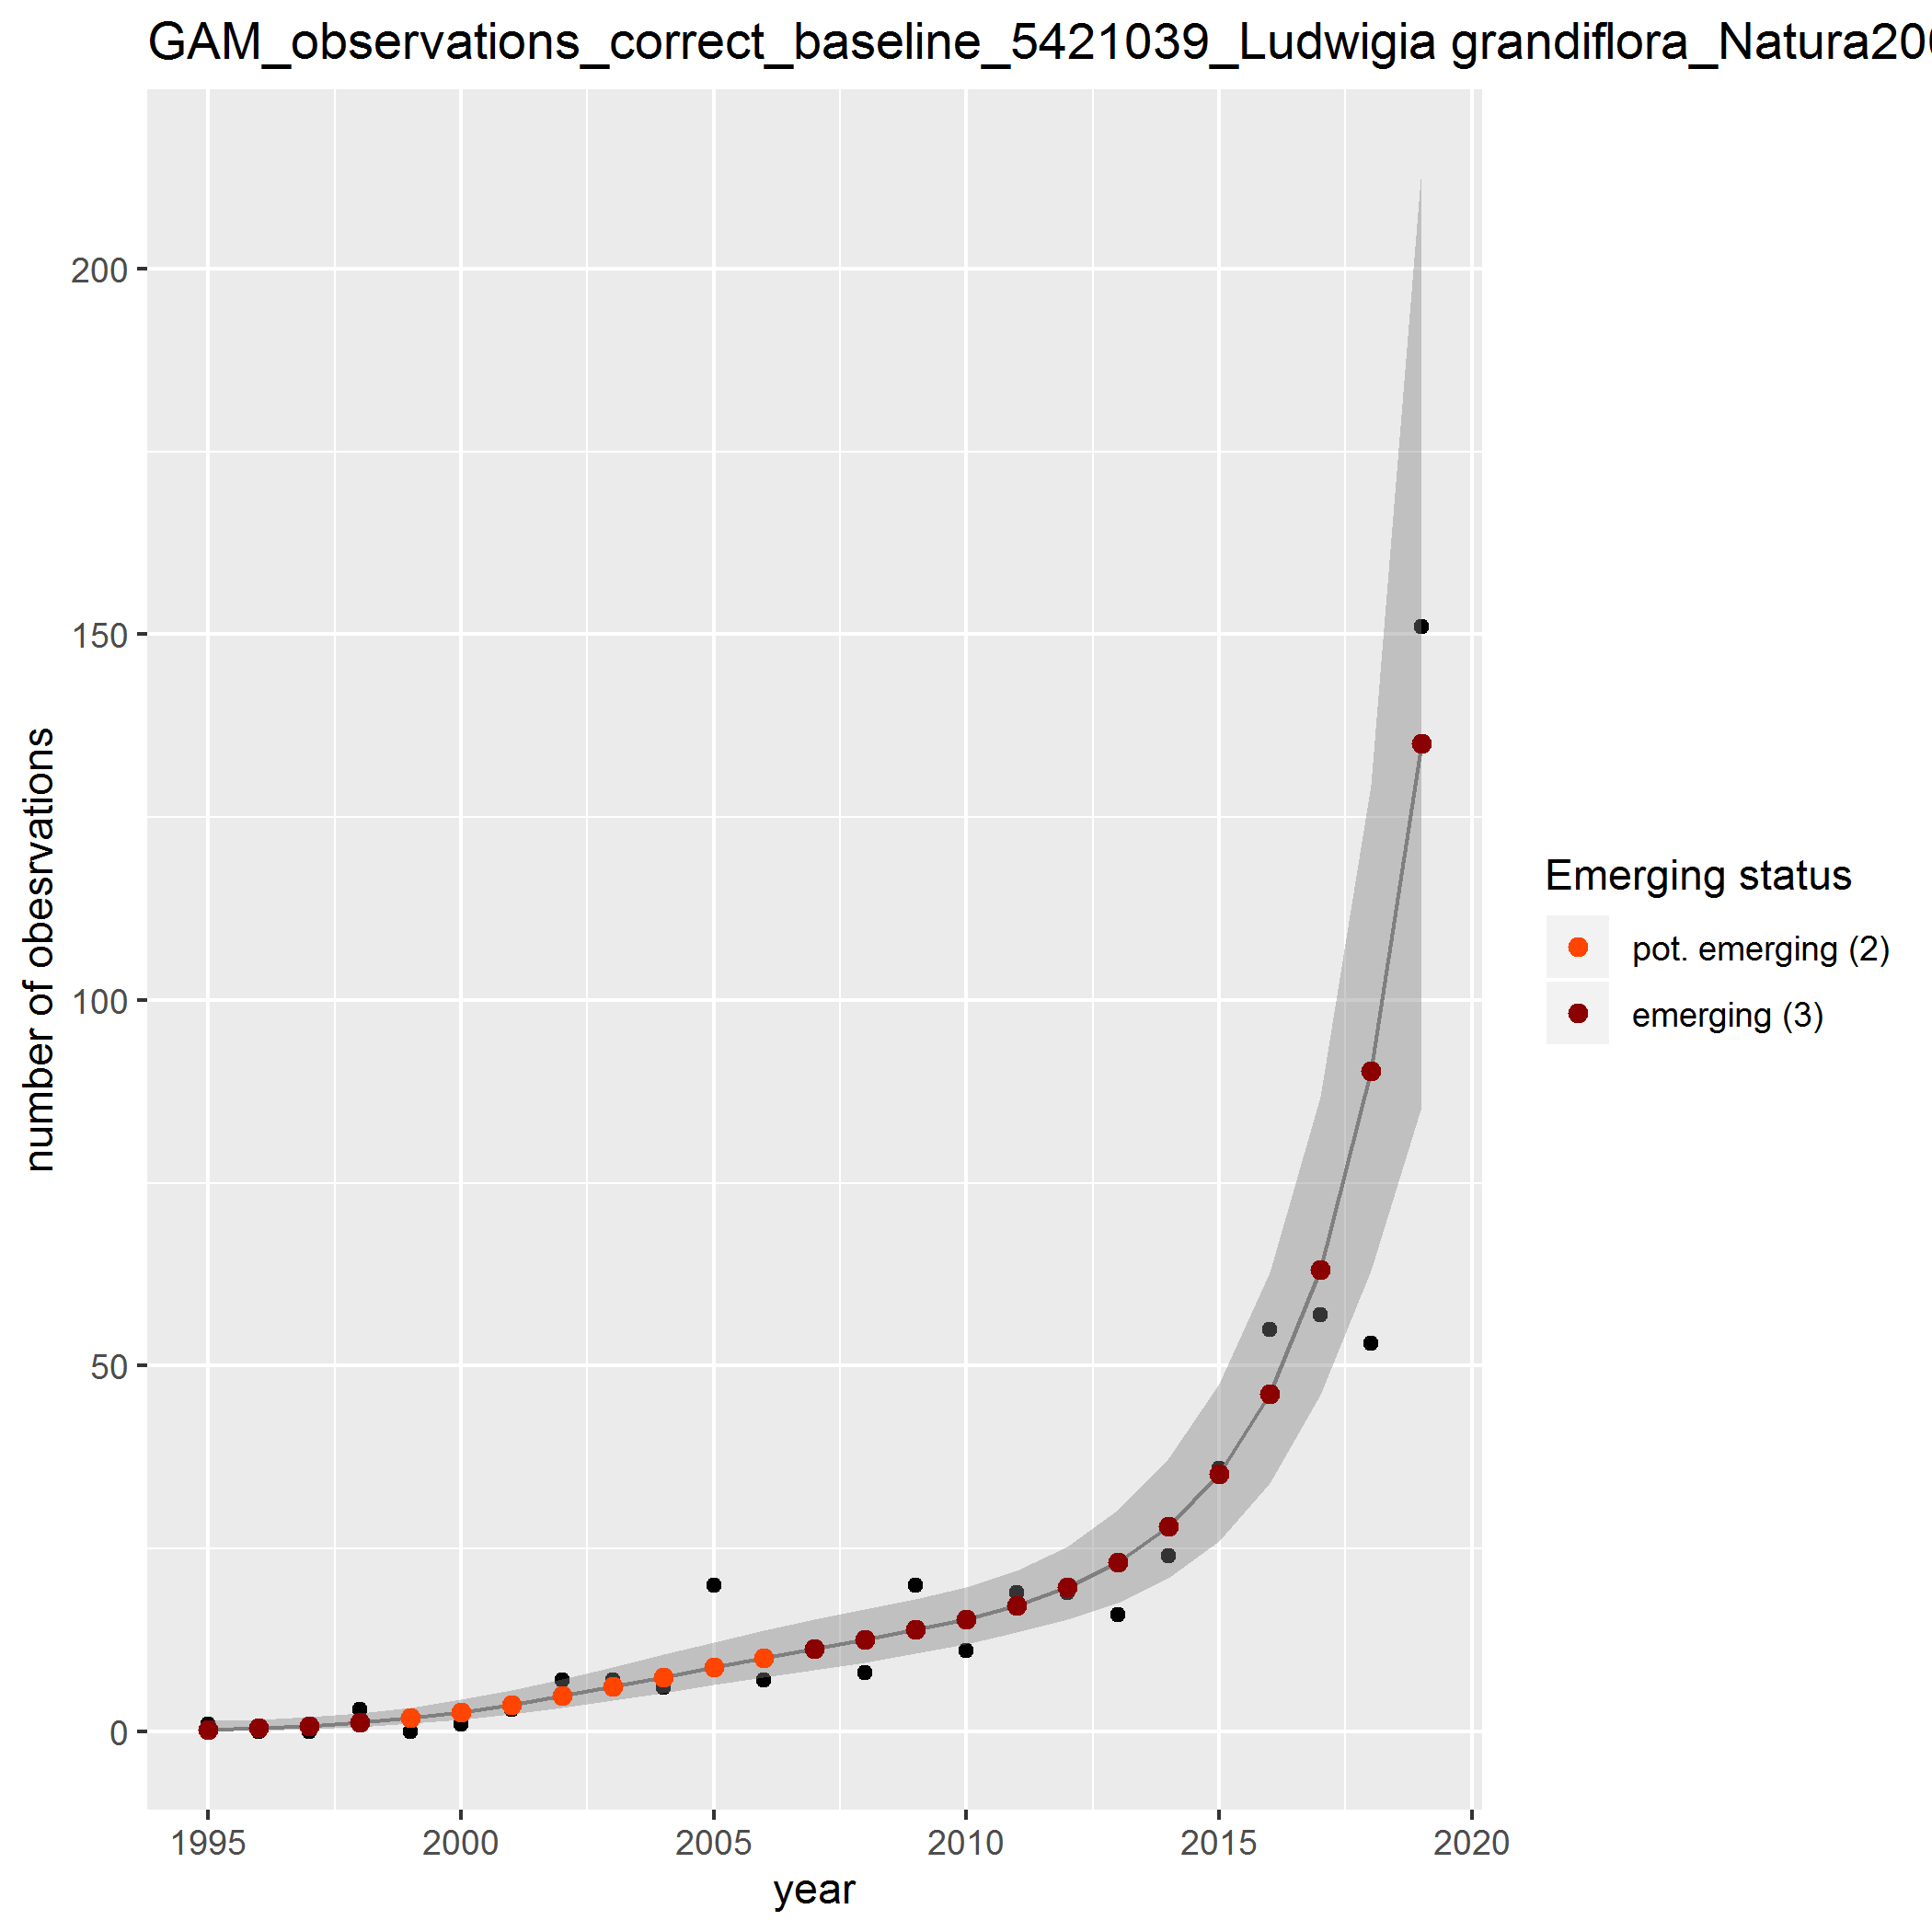 GAM_observations_correct_baseline_5421039_Ludwigia grandiflora_Natura200
number of obesrvations
200
150
100
50
0
1995 2000 2005 2010 2015 2020
year
Emerging status
pot. emerging (2)
emerging (3)